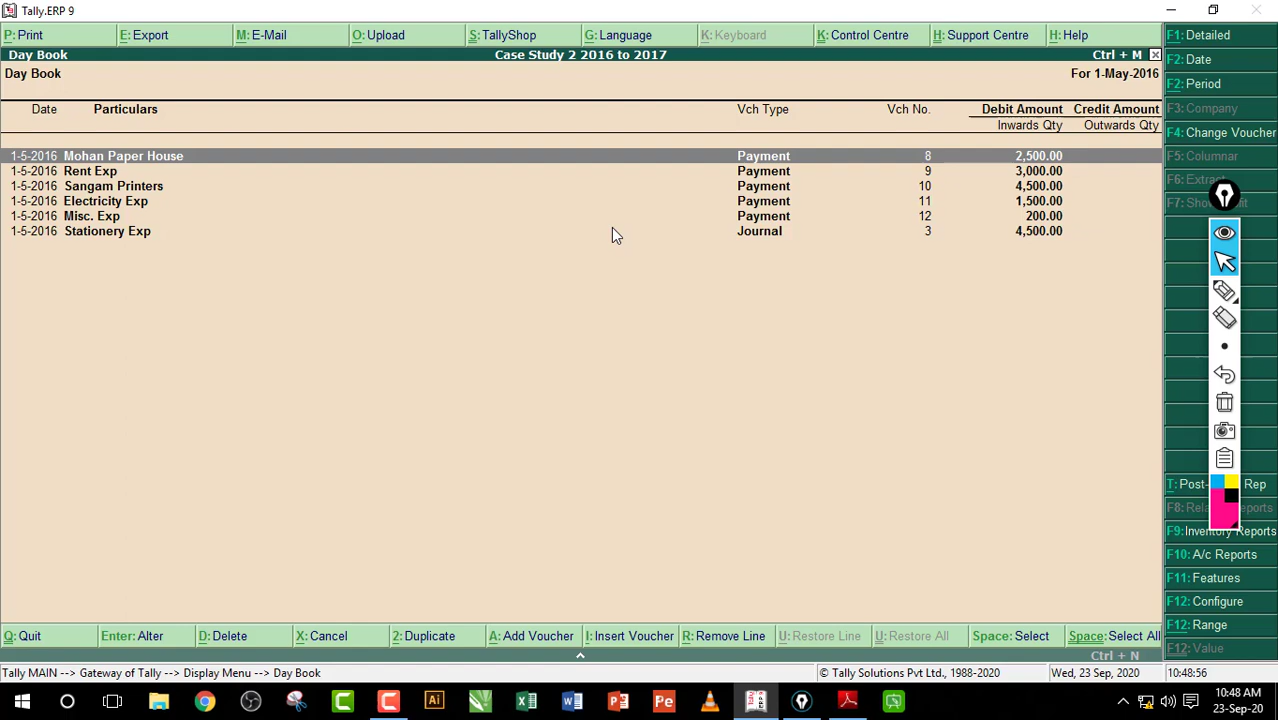 Tally.ERP 9
P: Print E: Export M: E-Mail O: Upload S: TallyShop G: Language K: Keyboard K: Control Centre H: Support Centre H: Help
Day Book Case Study 2 2016 to 2017 Ctrl + M
Day Book For 1-May-2016
Date Particulars Vch Type Vch No. Debit Amount Credit Amount
Inwards Qty Outwards Qty
1-5-2016 Mohan Paper House Payment 8 2,500.00
1-5-2016 Rent Exp Payment 9 3,000.00
1-5-2016 Sangam Printers Payment 10 4,500.00
1-5-2016 Electricity Exp Payment 11 1,500.00
1-5-2016 Misc. Exp Payment 12 200.00
1-5-2016 Stationery Exp Journal 3 4,500.00
F1: Detailed
F2: Date
F2: Period
F3: Company
F4: Change Voucher
F5: Columnar
F6: Extract
F7:
T: Post- Rep
F8:
F9: Inventory Reports
F10: A/c Reports
F11: Features
F12: Configure
F12: Range
F12: Value
Q: Quit Enter: Alter D: Delete X: Cancel 2: Duplicate A: Add Voucher I: Insert Voucher R: Remove Line U: Restore Line U: Restore All Space: Select Space: Select All
Ctrl + N
Tally MAIN --> Gateway of Tally --> Display Menu --> Day Book © Tally Solutions Pvt Ltd., 1988-2020 Wed, 23 Sep, 2020 10:48:56
10:48 AM
23-Sep-20